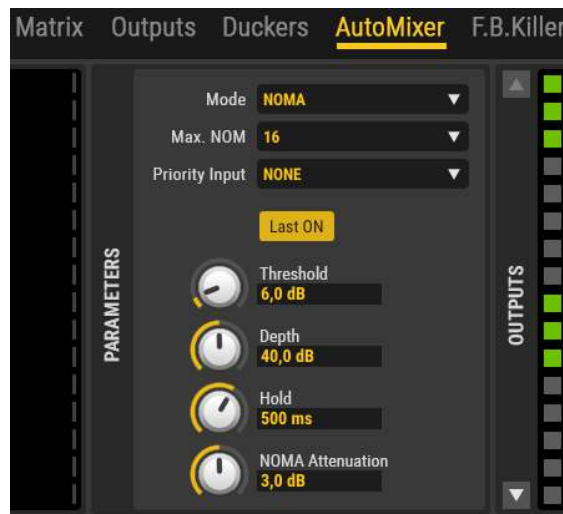 Matrix Outputs Duckers AutoMixer F.B.Killer
PARAMETERS
Mode NOMA
Max. NOM 16
Priority Input NONE
Last ON
Threshold
6,0 dB
Depth
40,0 dB
Hold
500 ms
NOMA Attenuation
3,0 dB
OUTPUTS